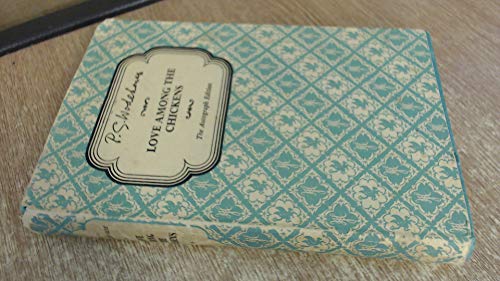 P.G. Wodehouse
LOVE AMONG THE
CHICKENS
The Autograph Edition